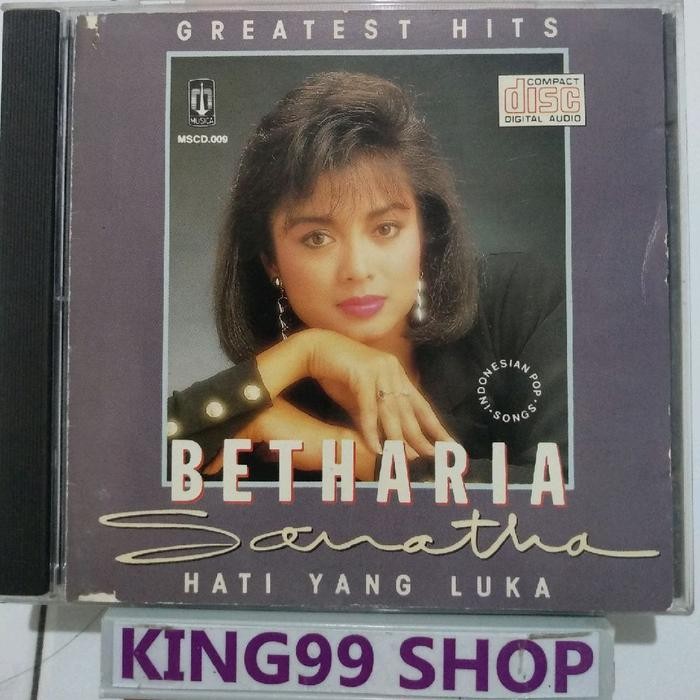 GREATEST HITS
MUSICA
MSCD.009
COMPACT
disc
DIGITAL AUDIO
·INDONESIAN POP·
SONGS
BETHARIA
Sonatha
HATI YANG LUKA
KING99 SHOP